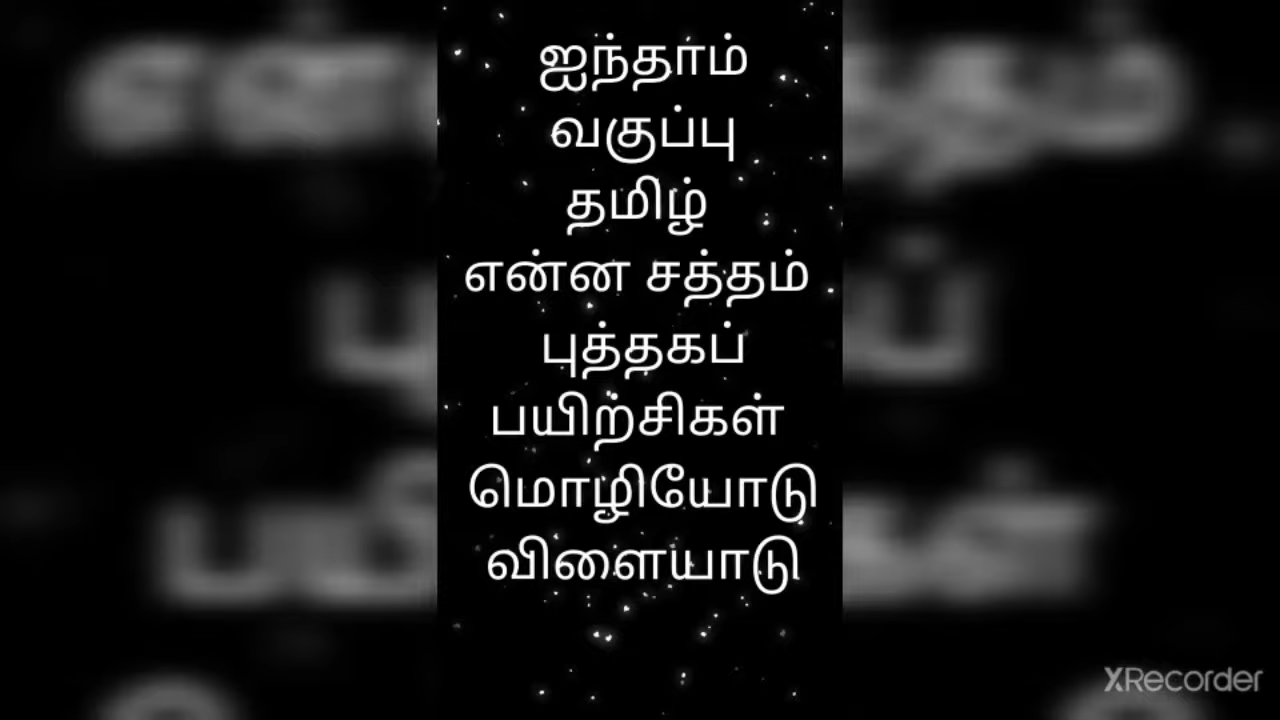 ஐந்தாம்
வகுப்பு
தமிழ்
என்ன சத்தம்
புத்தகப்
பயிற்சிகள்
மொழியோடு
விளையாடு
XRecorder